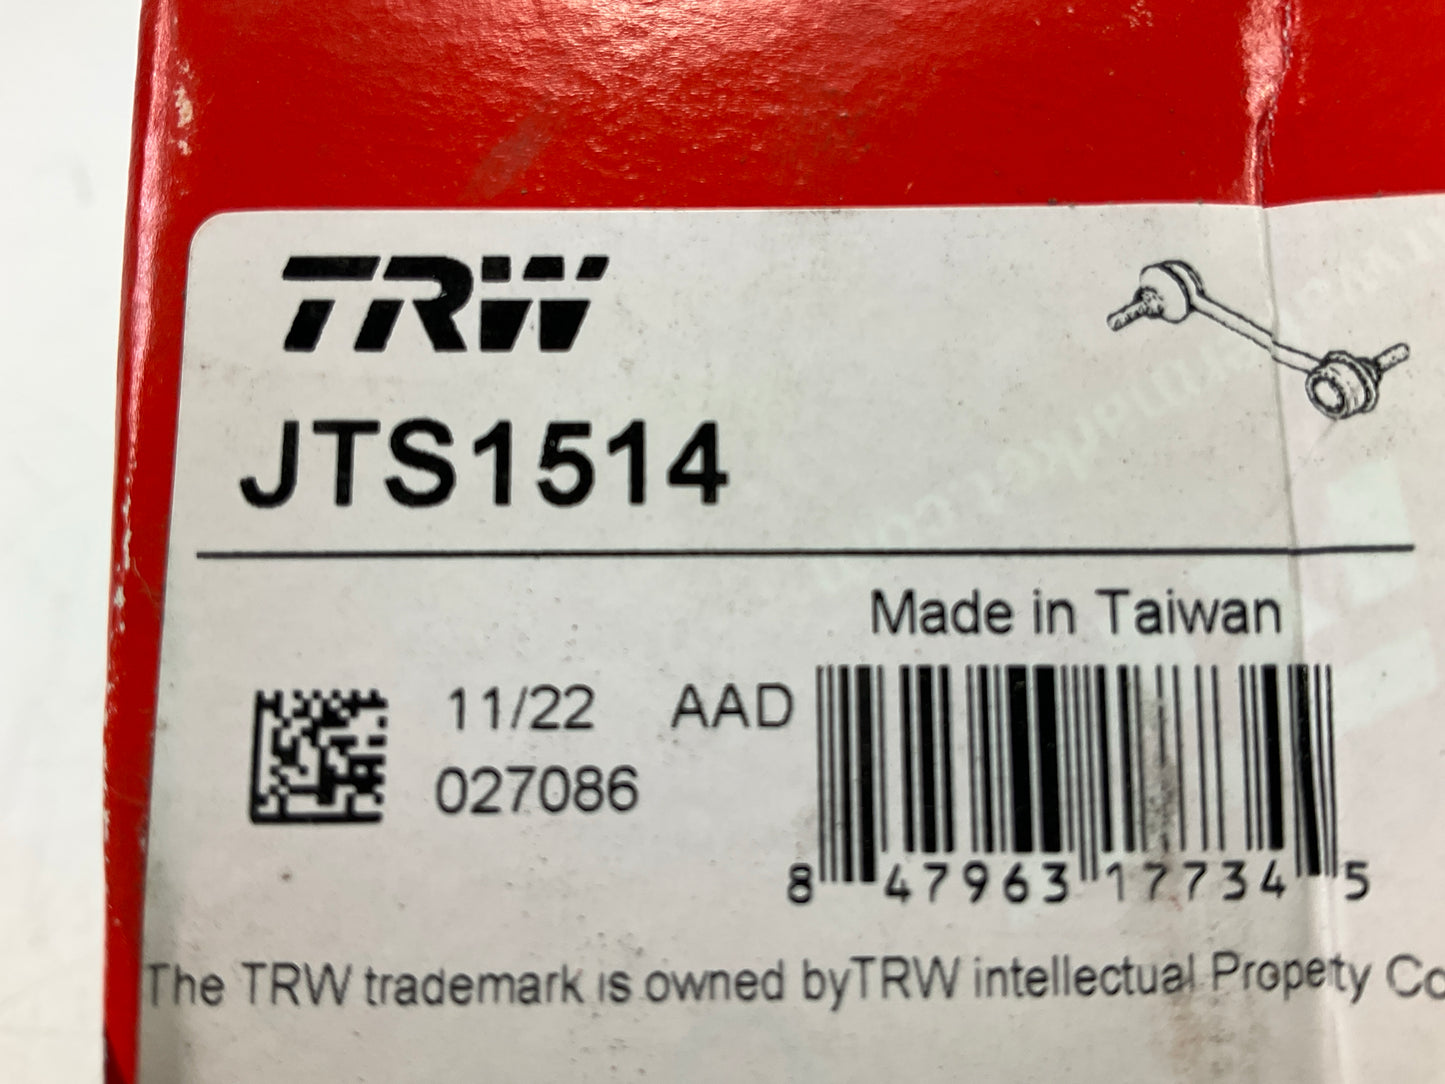 TRW
JTS1514
Made in Taiwan
11/22 AAD
027086
8 47963 17734 5
The TRW trademark is owned byTRW intellectual Propety Co